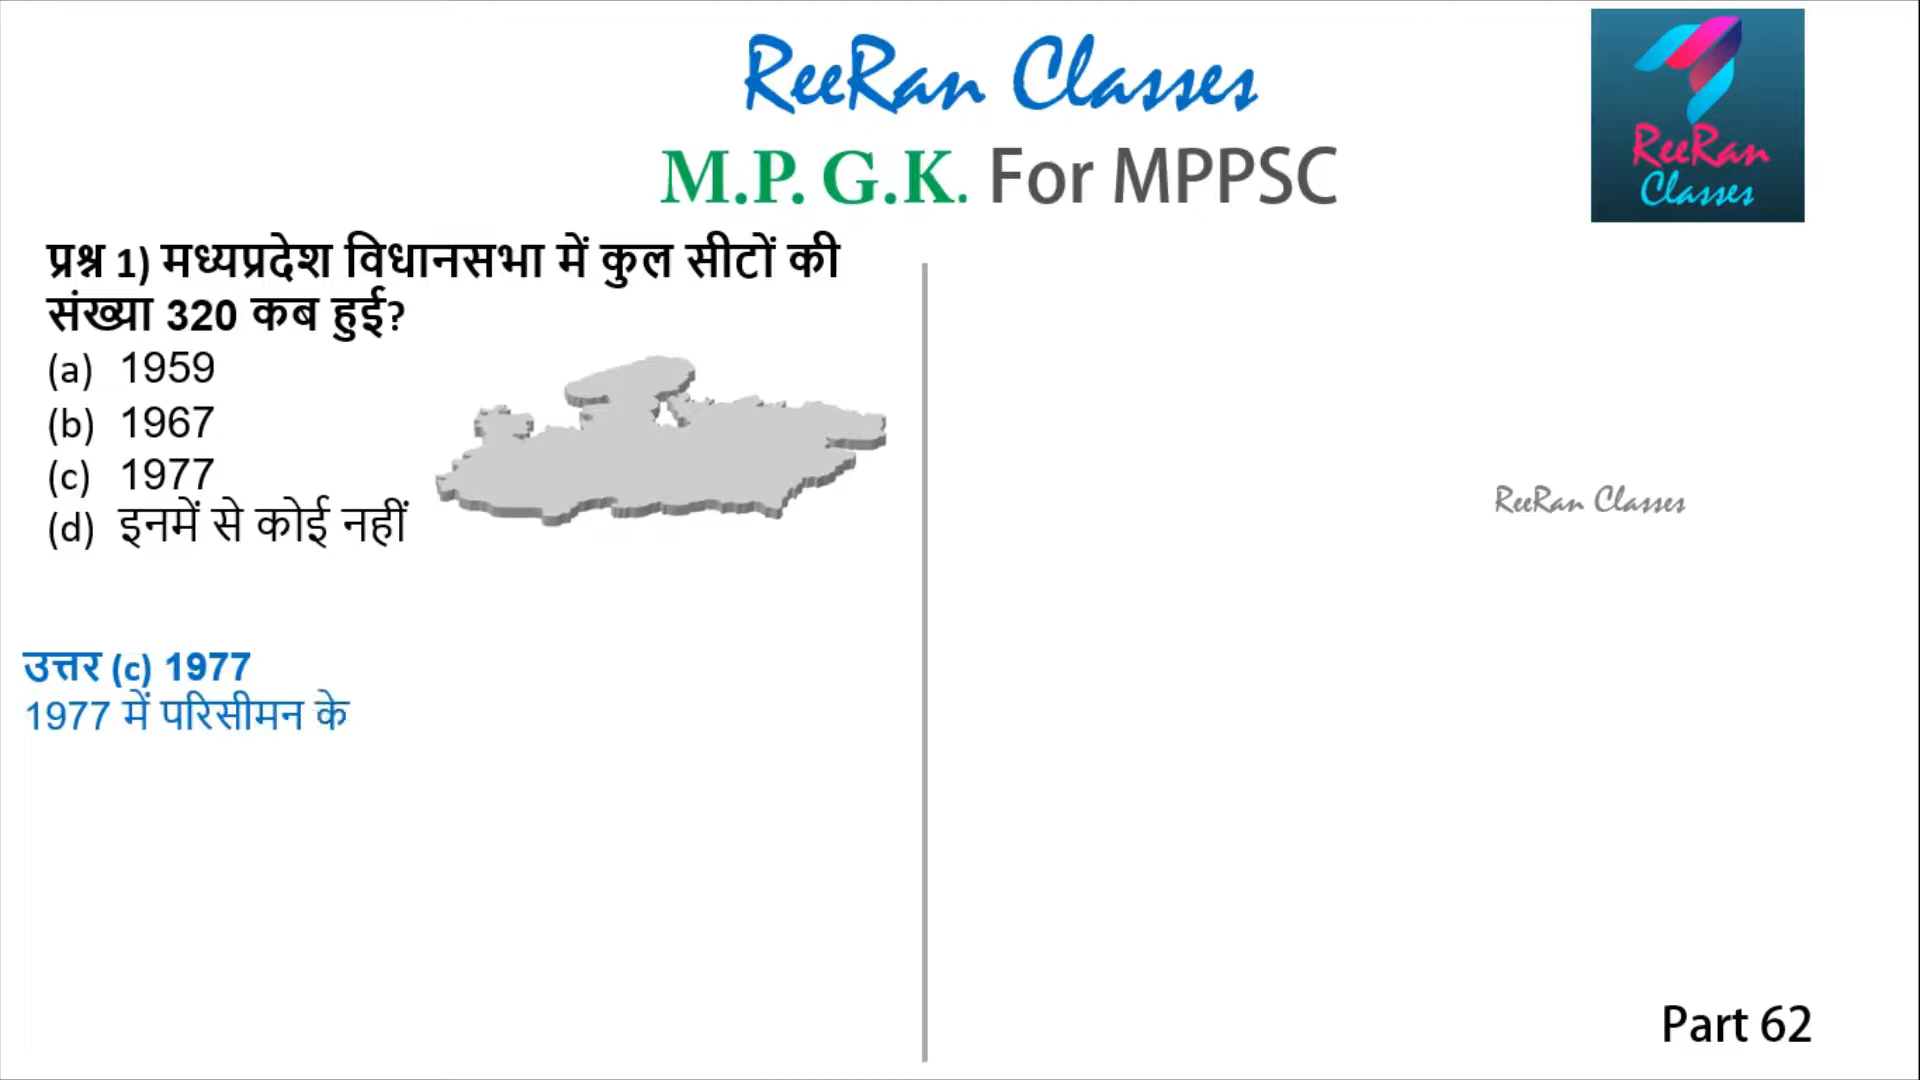 ReeRan Classes
M.P. G.K. For MPPSC
ReeRan
Classes
प्रश्न 1) मध्यप्रदेश विधानसभा में कुल सीटों की
संख्या 320 कब हुई?
(a) 1959
(b) 1967
(c) 1977
(d) इनमें से कोई नहीं
उत्तर (c) 1977
1977 में परिसीमन के
ReeRan Classes
Part 62